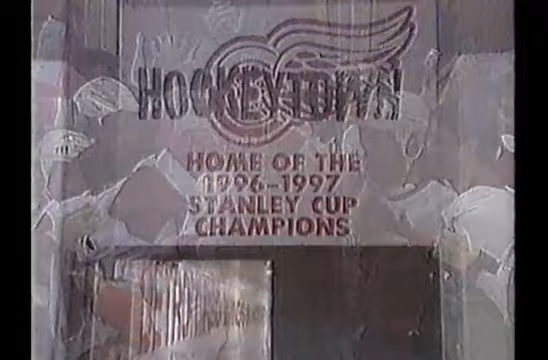 HOCKEYTOWN
HOME OF THE
1996-1997
STANLEY CUP
CHAMPIONS